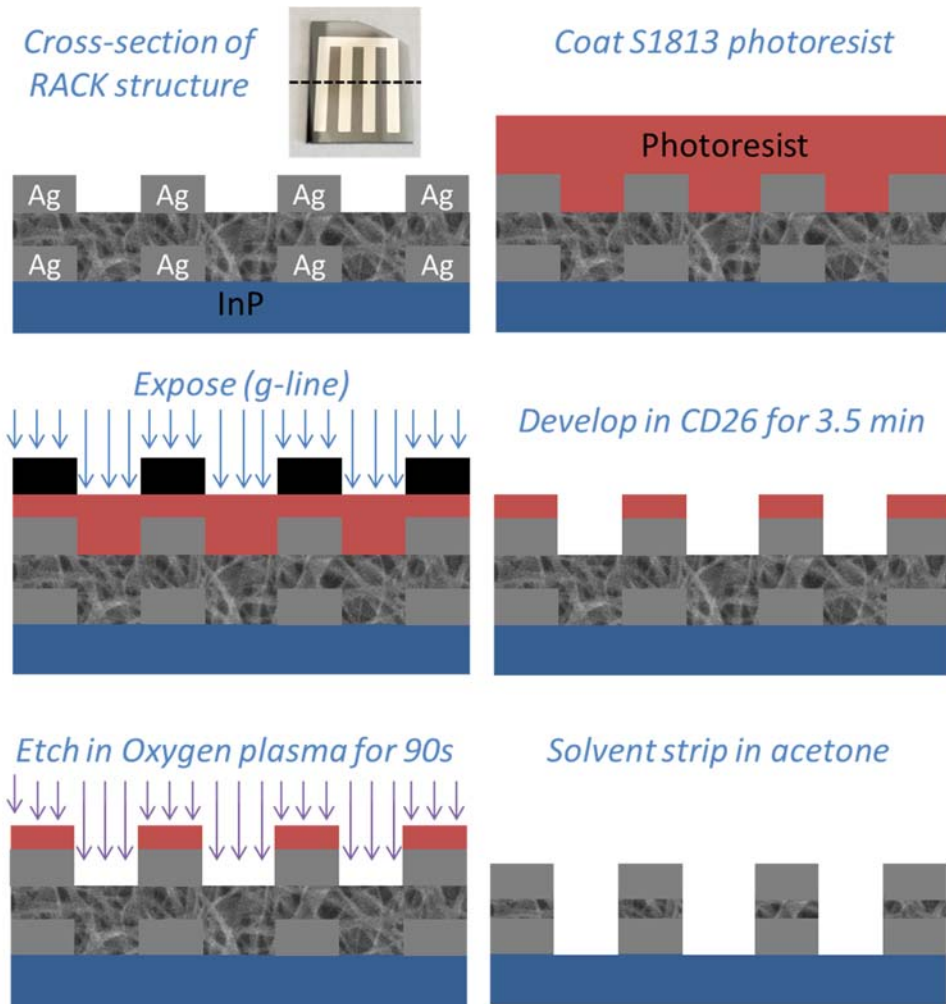 Cross-section of
RACK structure
Ag Ag Ag Ag
Ag Ag Ag Ag
InP
Coat S1813 photoresist
Photoresist
Expose (g-line)
Develop in CD26 for 3.5 min
Etch in Oxygen plasma for 90s
Solvent strip in acetone